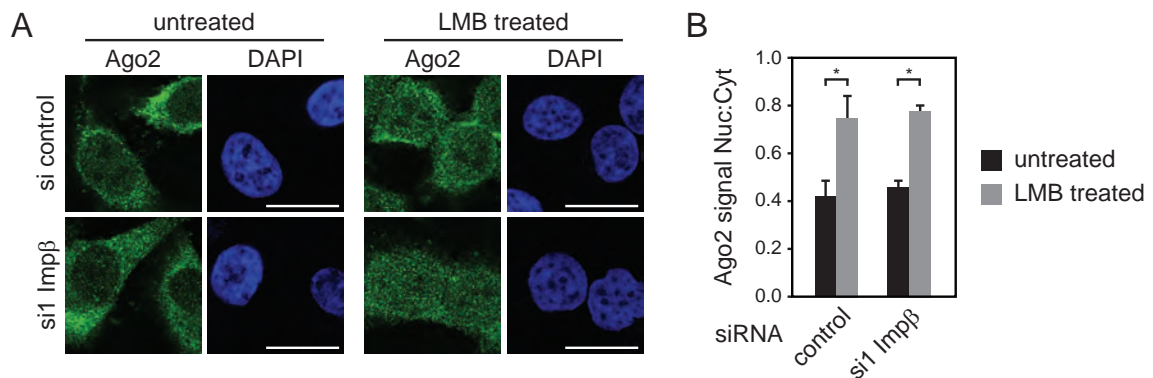 A
untreated
LMB treated
Ago2
DAPI
Ago2
DAPI
si control
si1 Impβ
B
Ago2 signal Nuc:Cyt
1.0
0.8
0.6
0.4
0.2
0.0
*
*
siRNA
control
si1 Impβ
untreated
LMB treated